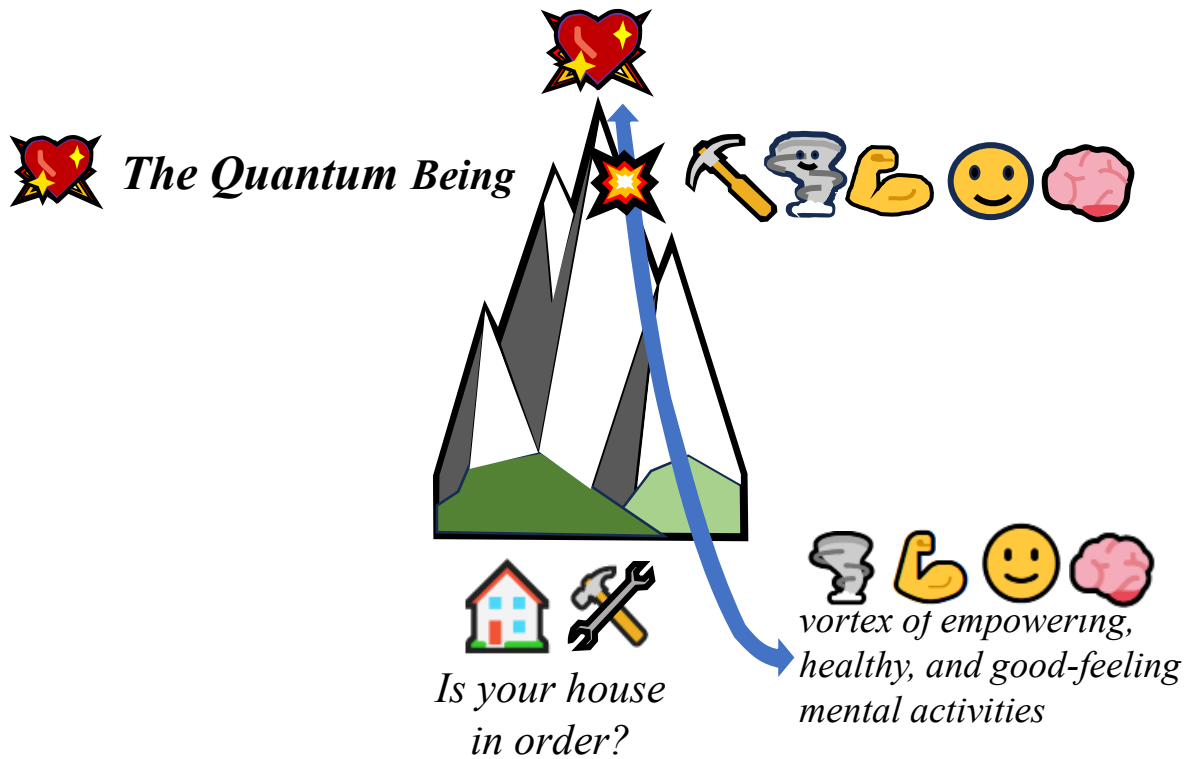 The Quantum Being
vortex of empowering,
healthy, and good-feeling
mental activities
Is your house
in order?